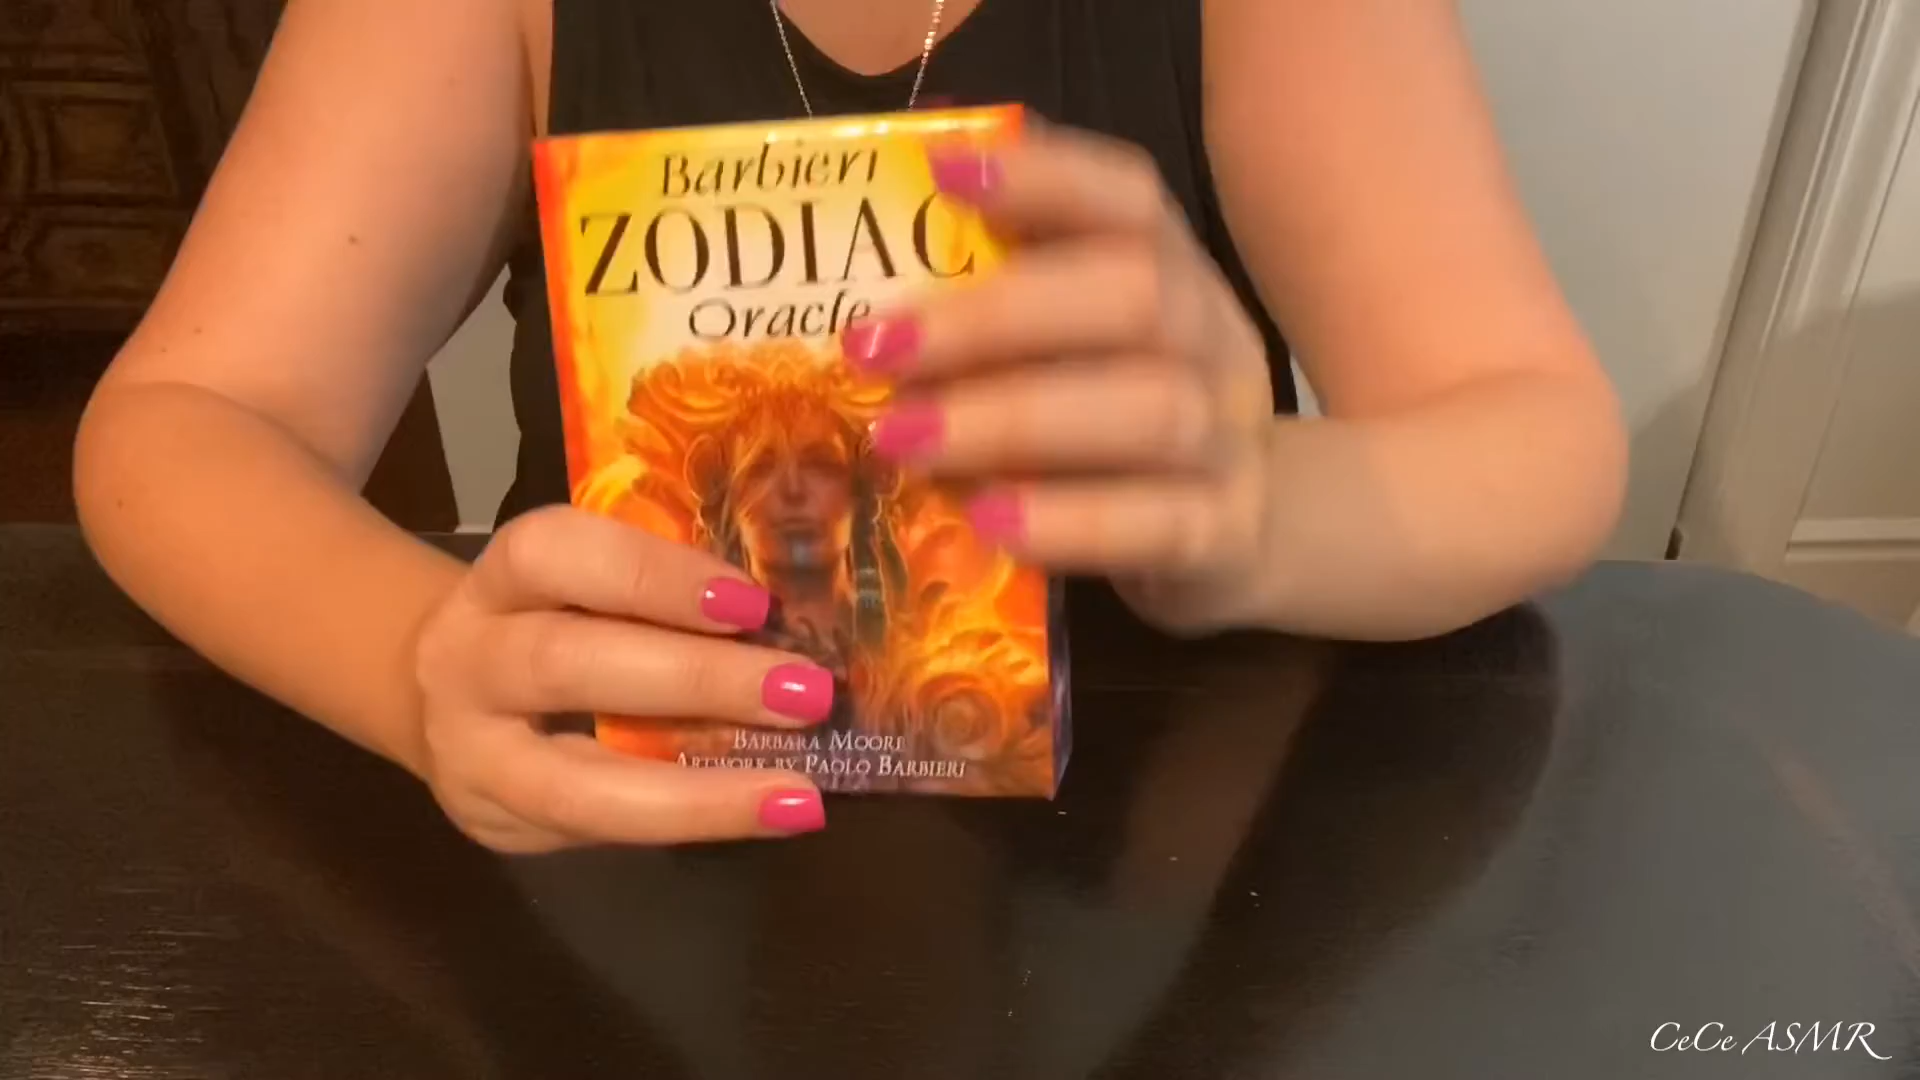 Barbieri
ZODIAC
Oracle
BARBARA MOORE
ARTWORK BY PAOLO BARBIERI
CeCe ASMR